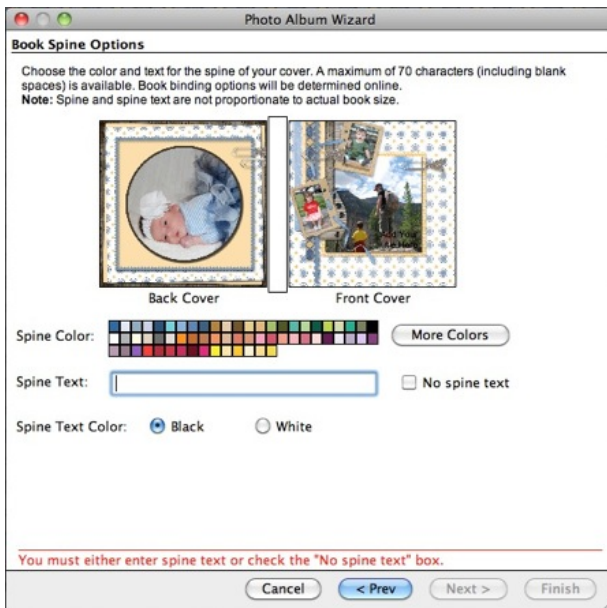 Photo Album Wizard
Book Spine Options
Choose the color and text for the spine of your cover. A maximum of 70 characters (including blank
spaces) is available. Book binding options will be determined online.
Note: Spine and spine text are not proportionate to actual book size.
Back Cover
Front Cover
Spine Color:
More Colors
Spine Text:
No spine text
Spine Text Color:
Black
White
You must either enter spine text or check the "No spine text" box.
Cancel
< Prev
Next >
Finish